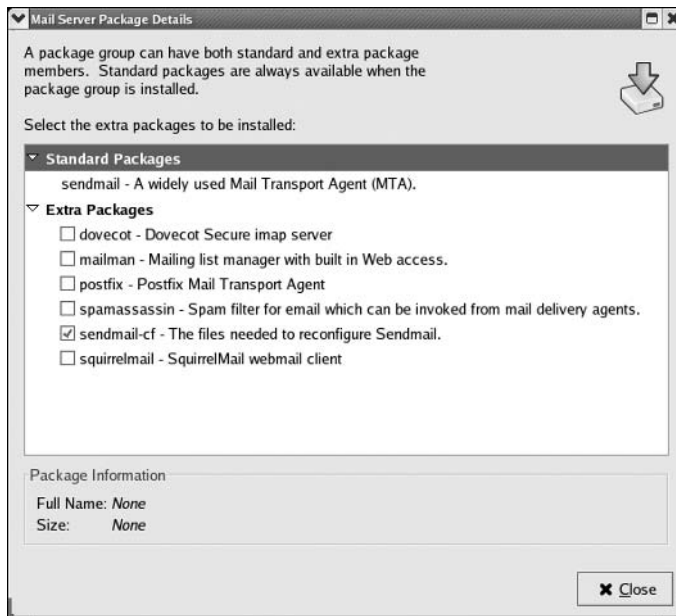 Mail Server Package Details
A package group can have both standard and extra package
members. Standard packages are always available when the
package group is installed.
Select the extra packages to be installed:
Standard Packages
sendmail - A widely used Mail Transport Agent (MTA).
Extra Packages
dovecot - Dovecot Secure imap server
mailman - Mailing list manager with built in Web access.
postfix - Postfix Mail Transport Agent
spamassassin - Spam filter for email which can be invoked from mail delivery agents.
sendmail-cf - The files needed to reconfigure Sendmail.
squirrelmail - SquirrelMail webmail client
Package Information
Full Name: None
Size: None
Close